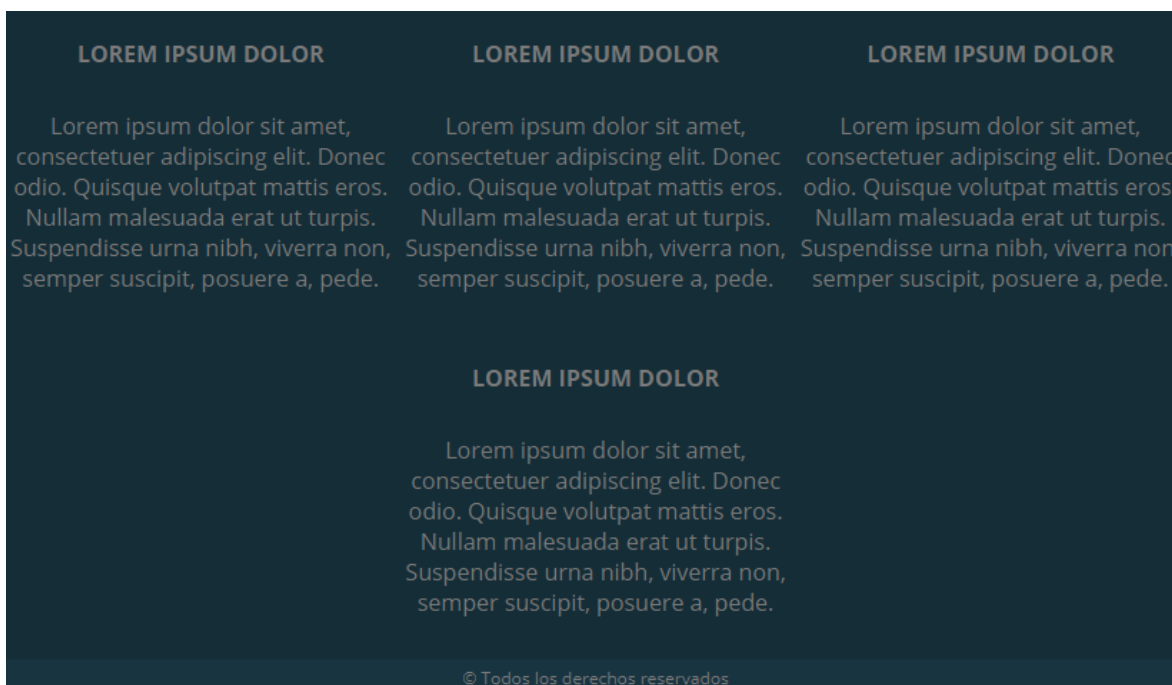 LOREM IPSUM DOLOR
Lorem ipsum dolor sit amet,
consectetuer adipiscing elit. Donec
odio. Quisque volutpat mattis eros.
Nullam malesuada erat ut turpis.
Suspendisse urna nibh, viverra non,
semper suscipit, posuere a, pede.
LOREM IPSUM DOLOR
Lorem ipsum dolor sit amet,
consectetuer adipiscing elit. Donec
odio. Quisque volutpat mattis eros.
Nullam malesuada erat ut turpis.
Suspendisse urna nibh, viverra non,
semper suscipit, posuere a, pede.
LOREM IPSUM DOLOR
Lorem ipsum dolor sit amet,
consectetuer adipiscing elit. Donec
odio. Quisque volutpat mattis eros
Nullam malesuada erat ut turpis.
Suspendisse urna nibh, viverra non
semper suscipit, posuere a, pede.
LOREM IPSUM DOLOR
Lorem ipsum dolor sit amet,
consectetuer adipiscing elit. Donec
odio. Quisque volutpat mattis eros.
Nullam malesuada erat ut turpis.
Suspendisse urna nibh, viverra non,
semper suscipit, posuere a, pede.
© Todos los derechos reservados